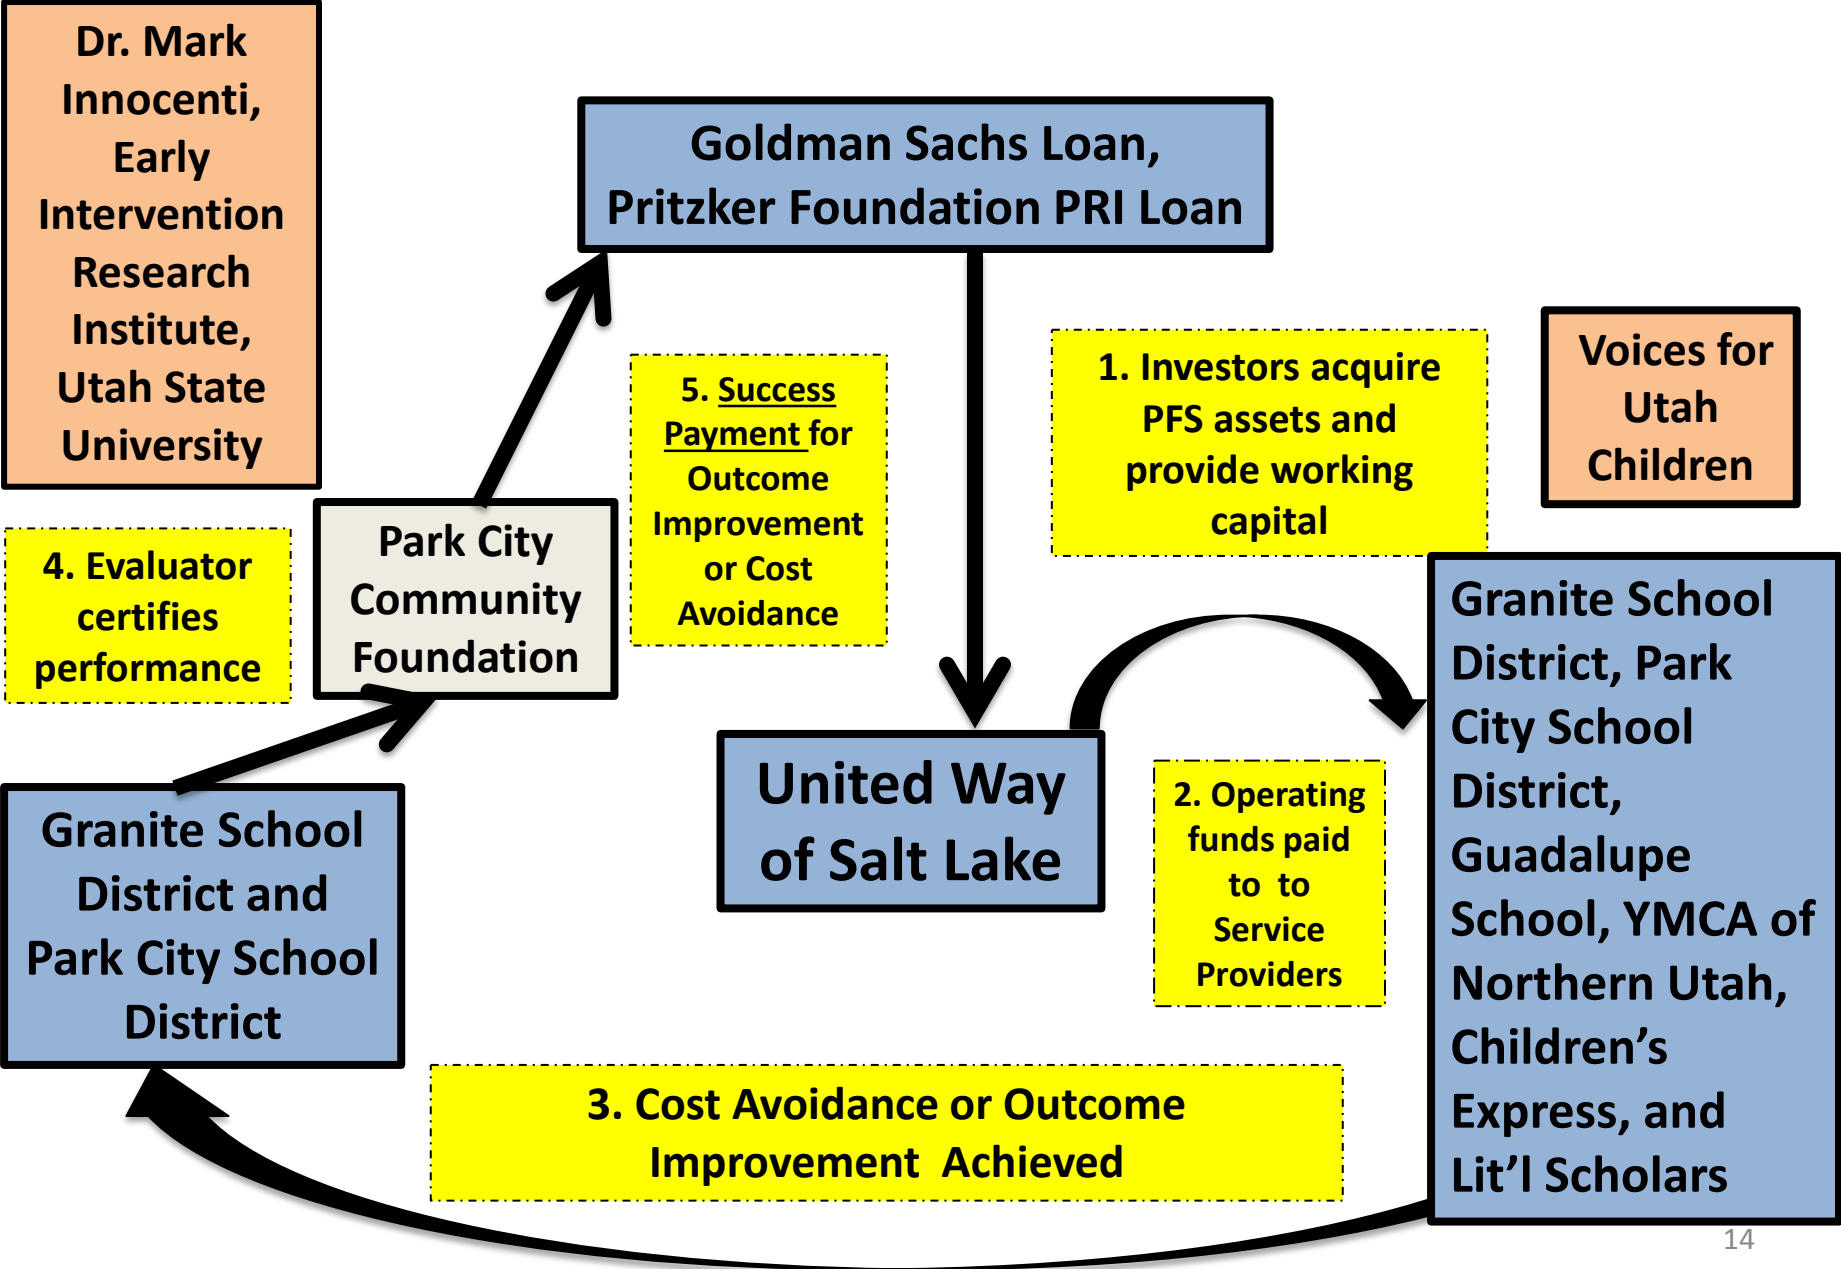 Dr. Mark
Innocenti,
Early
Intervention
Research
Institute,
Utah State
University
Goldman Sachs Loan,
Pritzker Foundation PRI Loan
5. Success
Payment for
Outcome
Improvement
or Cost
Avoidance
1. Investors acquire
PFS assets and
provide working
capital
Voices for
Utah
Children
4. Evaluator
certifies
performance
Park City
Community
Foundation
Granite School
District, Park
City School
District,
Guadalupe
School, YMCA of
Northern Utah,
Children’s
Express, and
Lit’l Scholars
United Way
of Salt Lake
2. Operating
funds paid
to to
Service
Providers
Granite School
District and
Park City School
District
3. Cost Avoidance or Outcome
Improvement Achieved
14